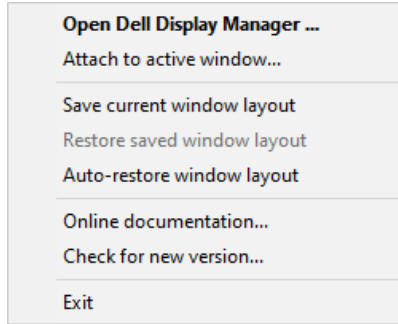 Open Dell Display Manager ...
Attach to active window...
Save current window layout
Restore saved window layout
Auto-restore window layout
Online documentation...
Check for new version...
Exit